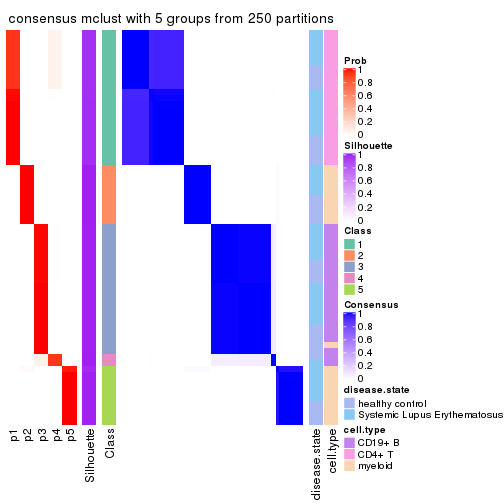 consensus mclust with 5 groups from 250 partitions
Prob
1
0.8
0.6
0.4
0.2
0
Silhouette
1
0.8
0.6
0.4
0.2
0
Class
1
2
3
4
5
Consensus
1
0.8
0.6
0.4
0.2
0
disease.state
healthy control
Systemic Lupus Erythematosus
cell.type
CD19+ B
CD4+ T
myeloid
p1
p2
p3
p4
p5
Silhouette
Class
disease.state
cell.type